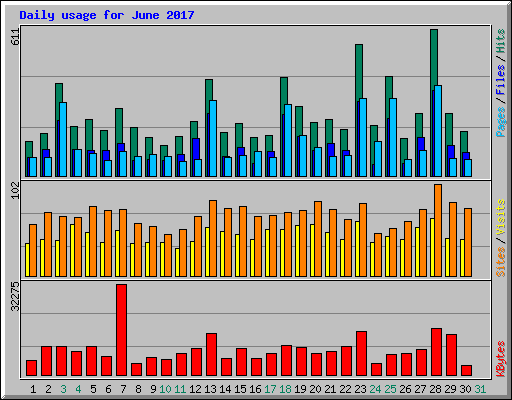 Daily usage for June 2017
611
Pages / Files / Hits
102
Sites / Visits
32275
KBytes
1 2 3 4 5 6 7 8 9 10 11 12 13 14 15 16 17 18 19 20 21 22 23 24 25 26 27 28 29 30 31